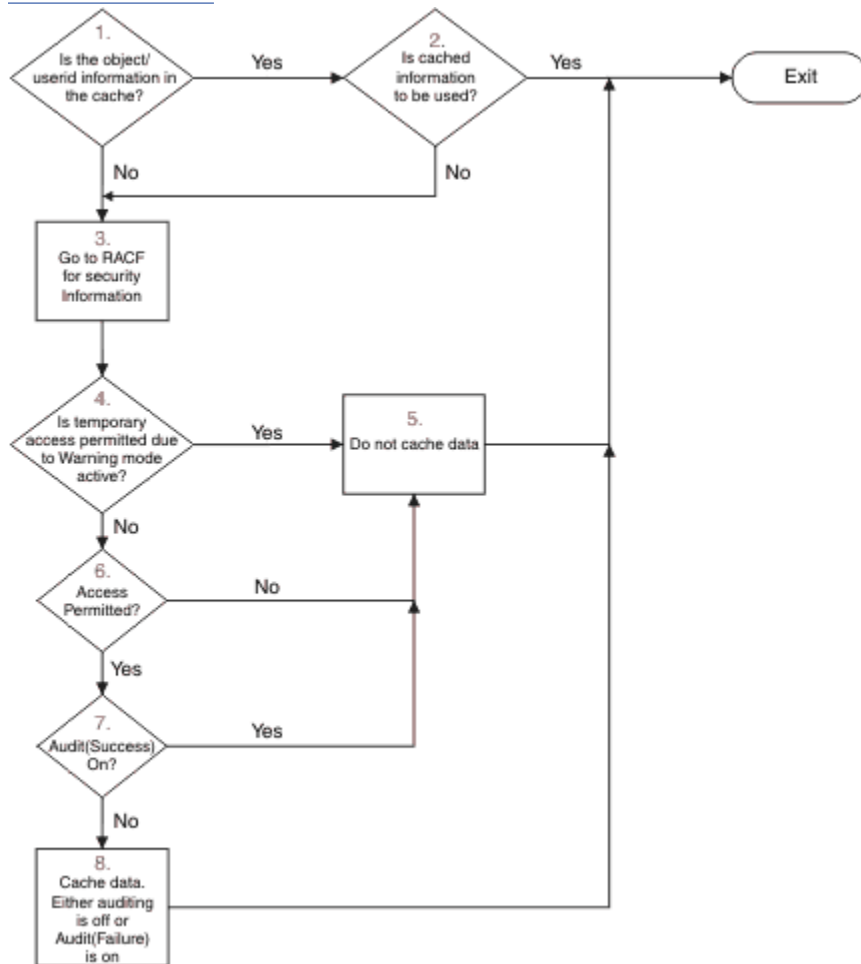 1.
Is the object/
userid information in
the cache?
Yes
2.
Is cached
information
to be used?
Yes
Exit
No
No
3.
Go to RACF
for security
Information
4.
Is temporary
access permitted due
to Warning mode
active?
Yes
5.
Do not cache data
No
6.
Access
Permitted?
No
Yes
7.
Audit(Success)
On?
Yes
No
8.
Cache data.
Either auditing
is off or
Audit(Failure)
is on